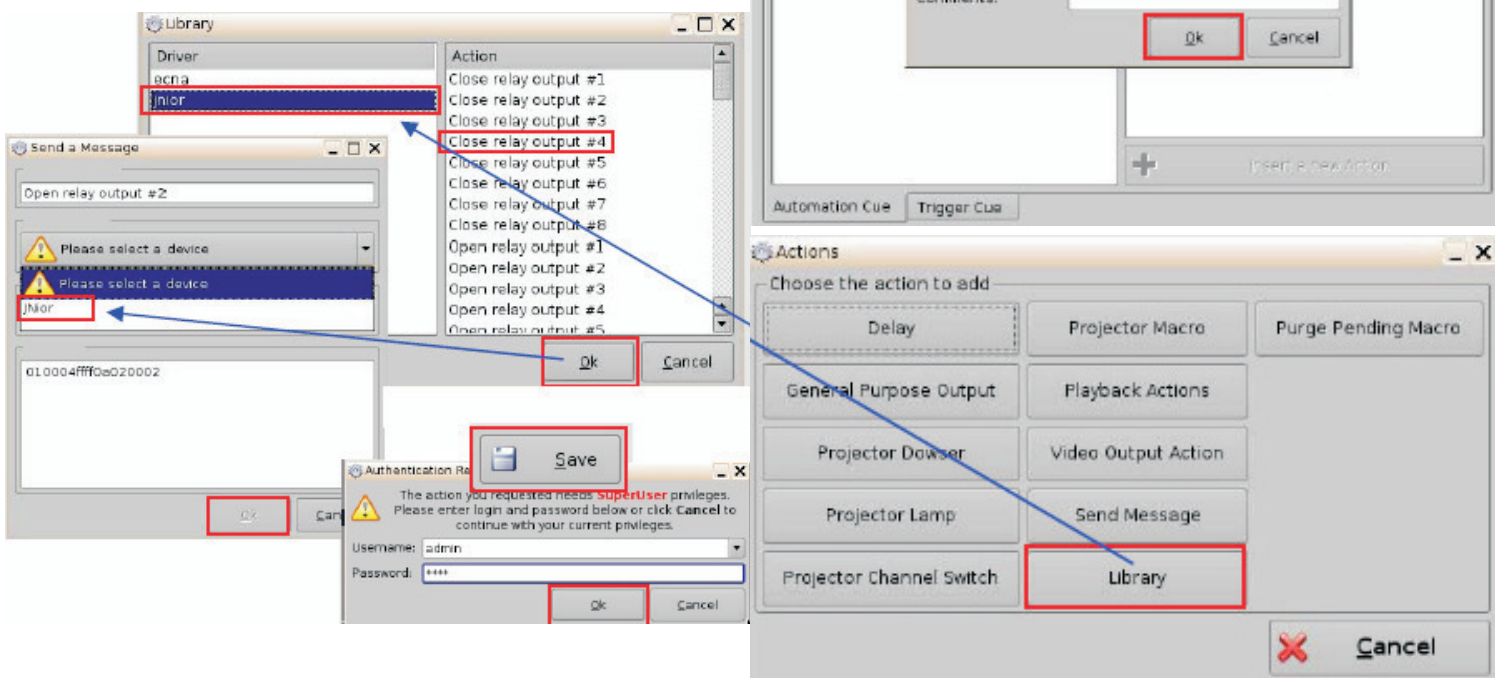 Library
Driver
ecna
jnior
Action
Close relay output #1
Close relay output #2
Close relay output #3
Close relay output #4
Close relay output #5
Close relay output #6
Close relay output #7
Close relay output #8
Open relay output #1
Open relay output #2
Open relay output #3
Open relay output #4
Open relay output #5
Ok
Cancel
Send a Message
Open relay output #2
Please select a device
Please select a device
jNior
010004ffff0a020002
Ok
Save
Authentication
The action you requested needs SuperUser privileges.
Please enter login and password below or click Cancel to
continue with your current privileges.
Username: admin
Password: ****
Ok
Cancel
Comments:
Ok
Cancel
Insert a new Action
Automation Cue
Trigger Cue
Actions
Choose the action to add
Delay
Projector Macro
Purge Pending Macro
General Purpose Output
Playback Actions
Projector Dowser
Video Output Action
Projector Lamp
Send Message
Projector Channel Switch
Library
Cancel